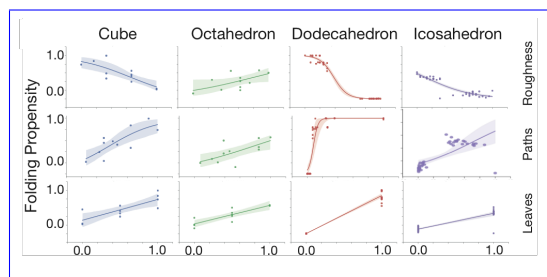 Cube Octahedron Dodecahedron Icosahedron
Folding Propensity
1.0
0.0
Roughness
1.0
0.0
Paths
1.0
0.0
Leaves
0.0 1.0 0.0 1.0 0.0 1.0 0.0 1.0